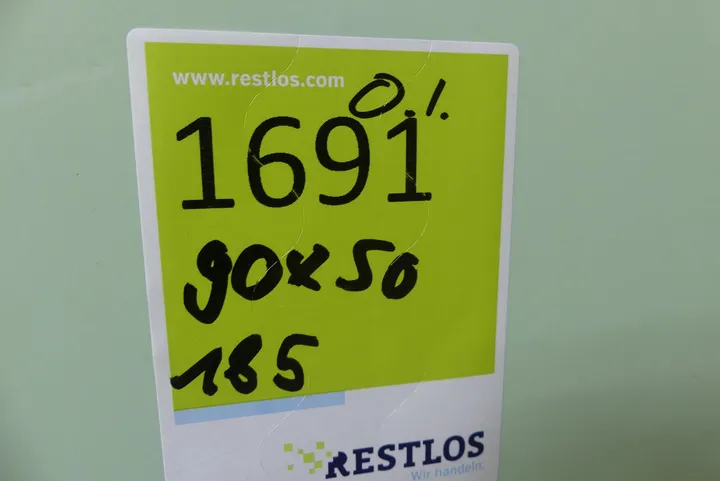 www.restlos.com
0%
1691
90x50
185
RESTLOS
Wir handeln.